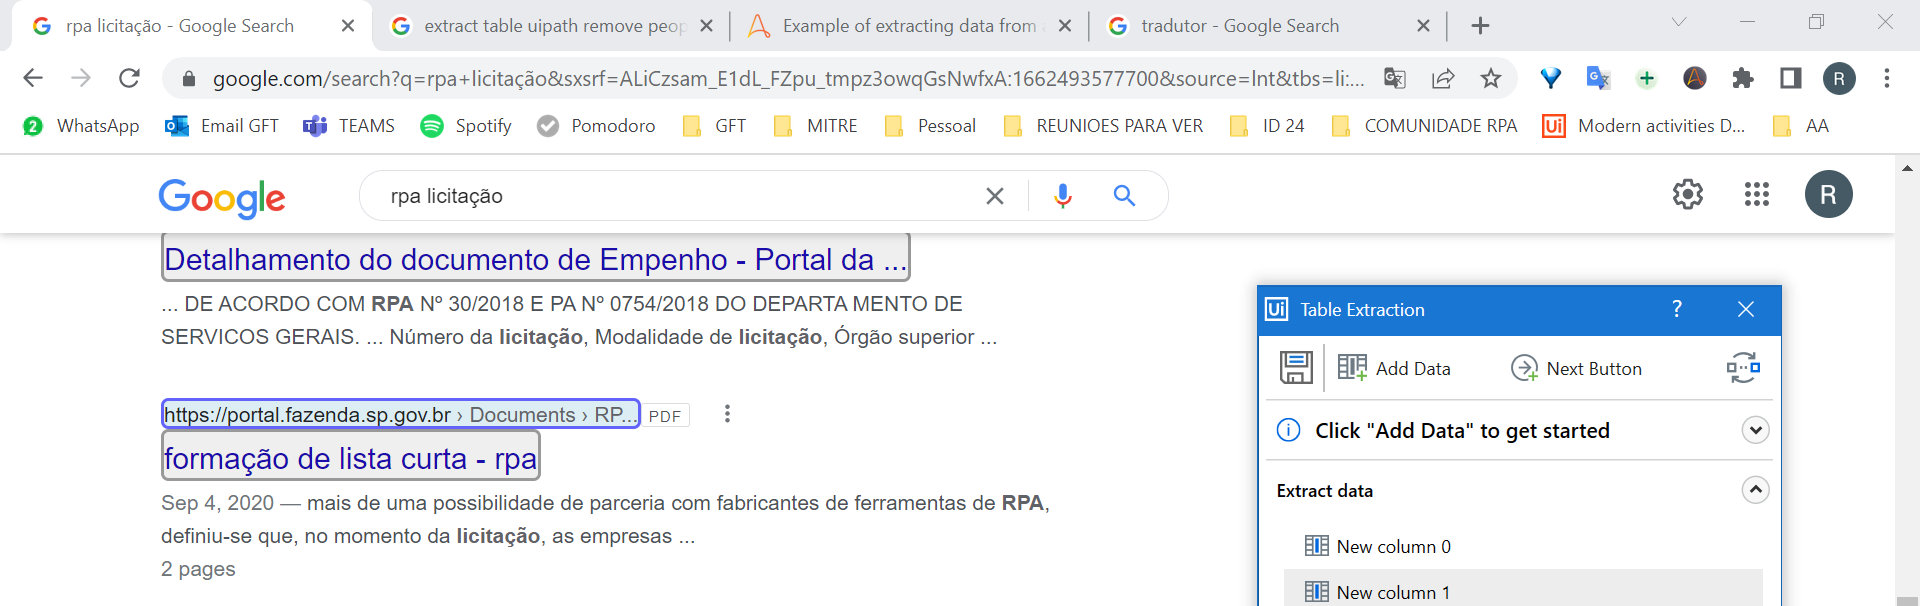 rpa licitação - Google Search
extract table uipath remove peop
Example of extracting data from a
tradutor - Google Search
google.com/search?q=rpa+licitação&sxsrf=ALiCzsam_E1dL_FZpu_tmpz3owqGsNwfxA:1662493577700&source=lnt&tbs=li:...
R
2 WhatsApp
Email GFT
TEAMS
Spotify
Pomodoro
GFT
MITRE
Pessoal
REUNIOES PARA VER
ID 24
COMUNIDADE RPA
Ui Modern activities D...
AA
Google
rpa licitação
R
Detalhamento do documento de Empenho - Portal da ...
... DE ACORDO COM RPA Nº 30/2018 E PA Nº 0754/2018 DO DEPARTA MENTO DE
SERVICOS GERAIS. ... Número da licitação, Modalidade de licitação, Órgão superior ...
https://portal.fazenda.sp.gov.br › Documents › RP... PDF
formação de lista curta - rpa
Sep 4, 2020 — mais de uma possibilidade de parceria com fabricantes de ferramentas de RPA,
definiu-se que, no momento da licitação, as empresas ...
2 pages
Ui Table Extraction ?
Add Data
Next Button
Click "Add Data" to get started
Extract data
New column 0
New column 1